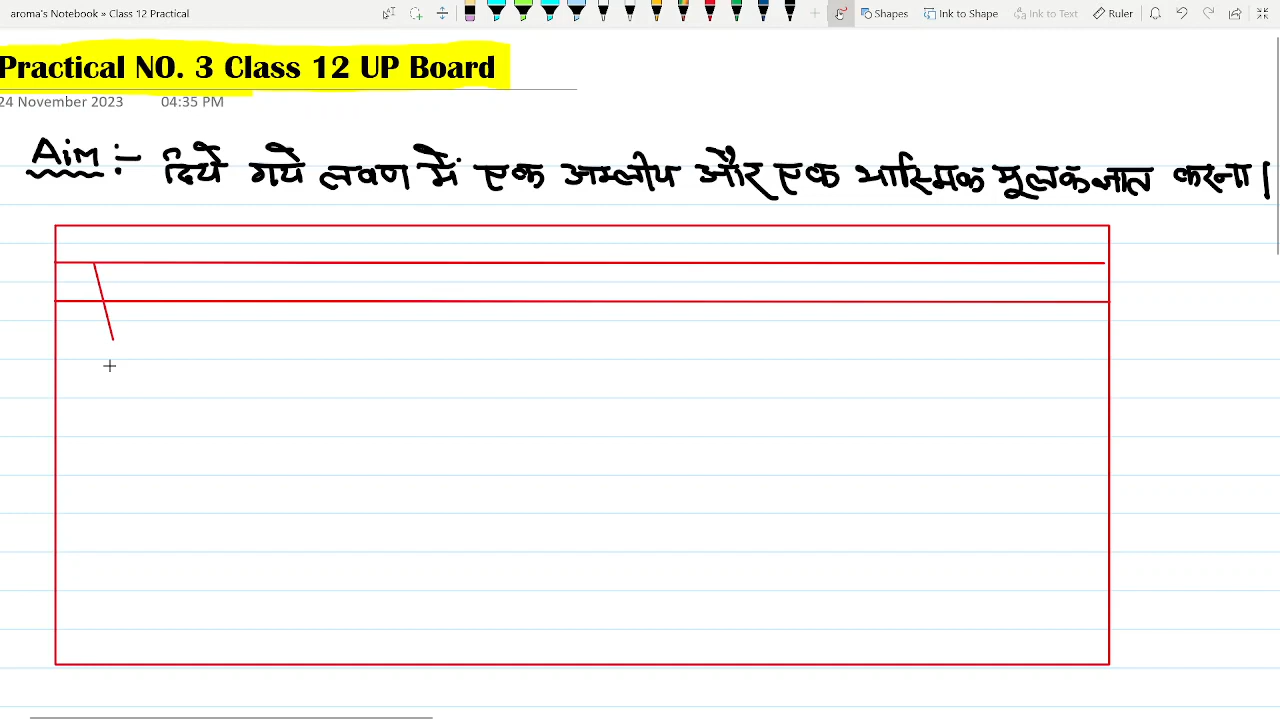 aroma's Notebook » Class 12 Practical
Shapes Ink to Shape Ink to Text Ruler
Practical NO. 3 Class 12 UP Board
24 November 2023 04:35 PM
Aim :- दिये गये लवण में एक अम्लीय और एक भास्मिक मूलक ज्ञात करना।